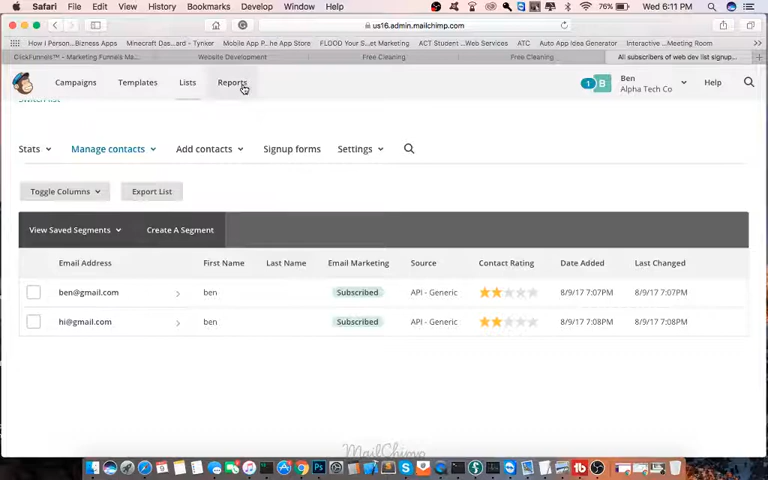 Safari File Edit View History Bookmarks Develop Window Help 76% Wed 6:11 PM
us16.admin.mailchimp.com
How I Person...Bizness Apps Minecraft Dash...- Tynker Mobile App P...he App Store FLOOD Your S...et Marketing ACT Student ...Web Services ATC Auto App Idea Generator Interactive ...Meeting Room
ClickFunnels™ - Marketing Funnels Ma... Website Development Free Cleaning Free Cleaning All subscribers of web dev list signup...
Campaigns Templates Lists Reports 1 B Ben Help
Alpha Tech Co
Switch list
Stats Manage contacts Add contacts Signup forms Settings
Toggle Columns Export List
View Saved Segments Create A Segment
Email Address First Name Last Name Email Marketing Source Contact Rating Date Added Last Changed
ben@gmail.com ben Subscribed API - Generic 8/9/17 7:07PM 8/9/17 7:07PM
hi@gmail.com ben Subscribed API - Generic 8/9/17 7:08PM 8/9/17 7:08PM
MailChimp